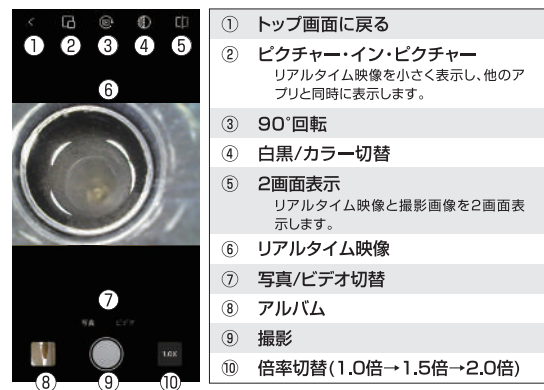 ① ② ③ ④ ⑤
⑥
⑦
写真 ビデオ
1.0X
⑧ ⑨ ⑩
① トップ画面に戻る
② ピクチャー・イン・ピクチャー
リアルタイム映像を小さく表示し、他のア
プリと同時に表示します。
③ 90°回転
④ 白黒/カラー切替
⑤ 2画面表示
リアルタイム映像と撮影画像を2画面表
示します。
⑥ リアルタイム映像
⑦ 写真/ビデオ切替
⑧ アルバム
⑨ 撮影
⑩ 倍率切替(1.0倍→1.5倍→2.0倍)